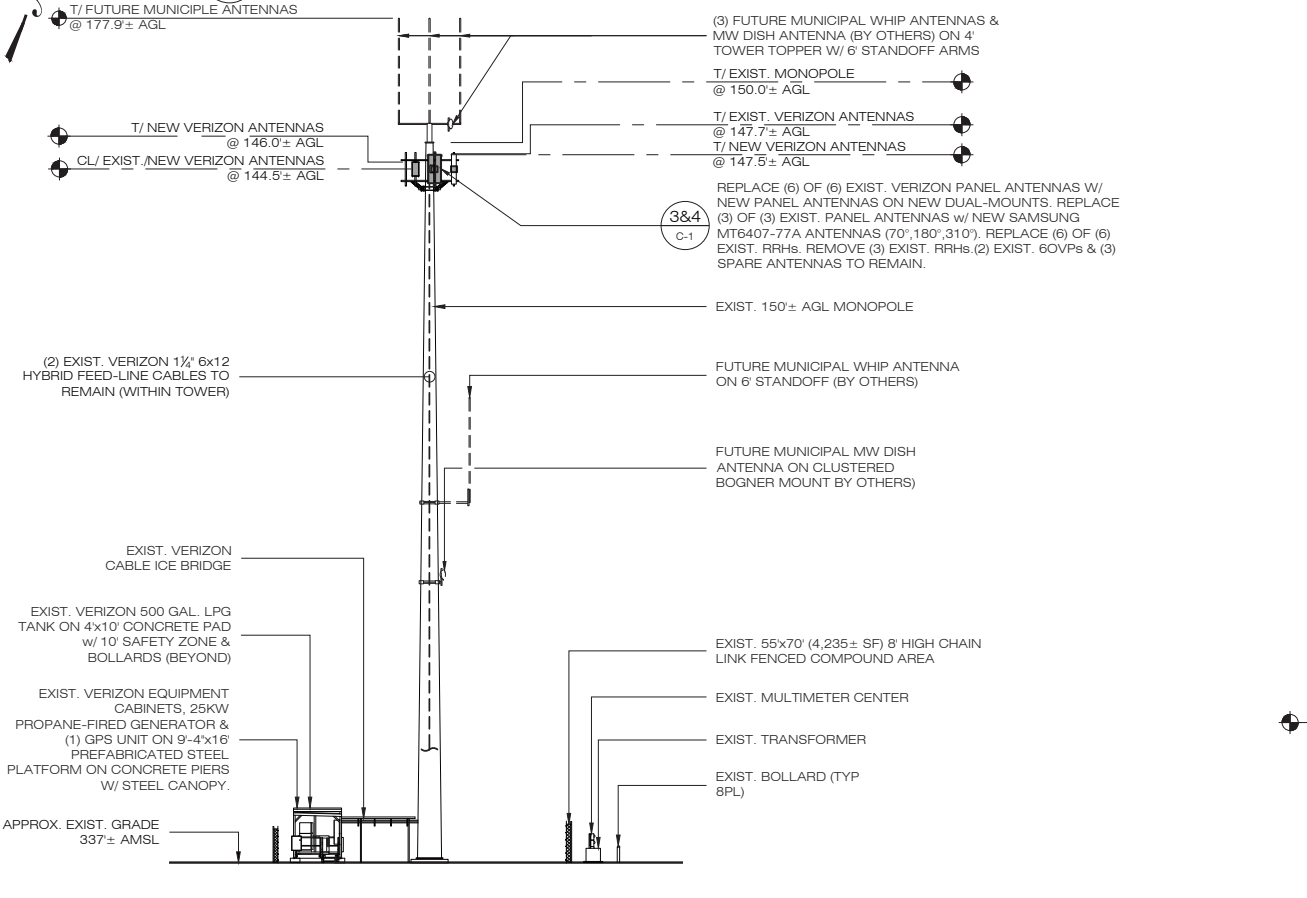 T/ FUTURE MUNICIPLE ANTENNAS
@ 177.9'± AGL
(3) FUTURE MUNICIPAL WHIP ANTENNAS &
MW DISH ANTENNA (BY OTHERS) ON 4'
TOWER TOPPER W/ 6' STANDOFF ARMS
T/ EXIST. MONOPOLE
@ 150.0'± AGL
T/ EXIST. VERIZON ANTENNAS
@ 147.7'± AGL
T/ NEW VERIZON ANTENNAS
@ 147.5'± AGL
T/ NEW VERIZON ANTENNAS
@ 146.0'± AGL
CL/ EXIST./NEW VERIZON ANTENNAS
@ 144.5'± AGL
3&4
C-1
REPLACE (6) OF (6) EXIST. VERIZON PANEL ANTENNAS W/
NEW PANEL ANTENNAS ON NEW DUAL-MOUNTS. REPLACE
(3) OF (3) EXIST. PANEL ANTENNAS w/ NEW SAMSUNG
MT6407-77A ANTENNAS (70°,180°,310°). REPLACE (6) OF (6)
EXIST. RRHs. REMOVE (3) EXIST. RRHs.(2) EXIST. 6OVPs & (3)
SPARE ANTENNAS TO REMAIN.
EXIST. 150'± AGL MONOPOLE
(2) EXIST. VERIZON 1¼" 6x12
HYBRID FEED-LINE CABLES TO
REMAIN (WITHIN TOWER)
FUTURE MUNICIPAL WHIP ANTENNA
ON 6' STANDOFF (BY OTHERS)
FUTURE MUNICIPAL MW DISH
ANTENNA ON CLUSTERED
BOGNER MOUNT BY OTHERS)
EXIST. VERIZON
CABLE ICE BRIDGE
EXIST. VERIZON 500 GAL. LPG
TANK ON 4'x10' CONCRETE PAD
w/ 10' SAFETY ZONE &
BOLLARDS (BEYOND)
EXIST. VERIZON EQUIPMENT
CABINETS, 25KW
PROPANE-FIRED GENERATOR &
(1) GPS UNIT ON 9'-4"x16'
PREFABRICATED STEEL
PLATFORM ON CONCRETE PIERS
W/ STEEL CANOPY.
APPROX. EXIST. GRADE
337'± AMSL
EXIST. 55'x70' (4,235± SF) 8' HIGH CHAIN
LINK FENCED COMPOUND AREA
EXIST. MULTIMETER CENTER
EXIST. TRANSFORMER
EXIST. BOLLARD (TYP
8PL)